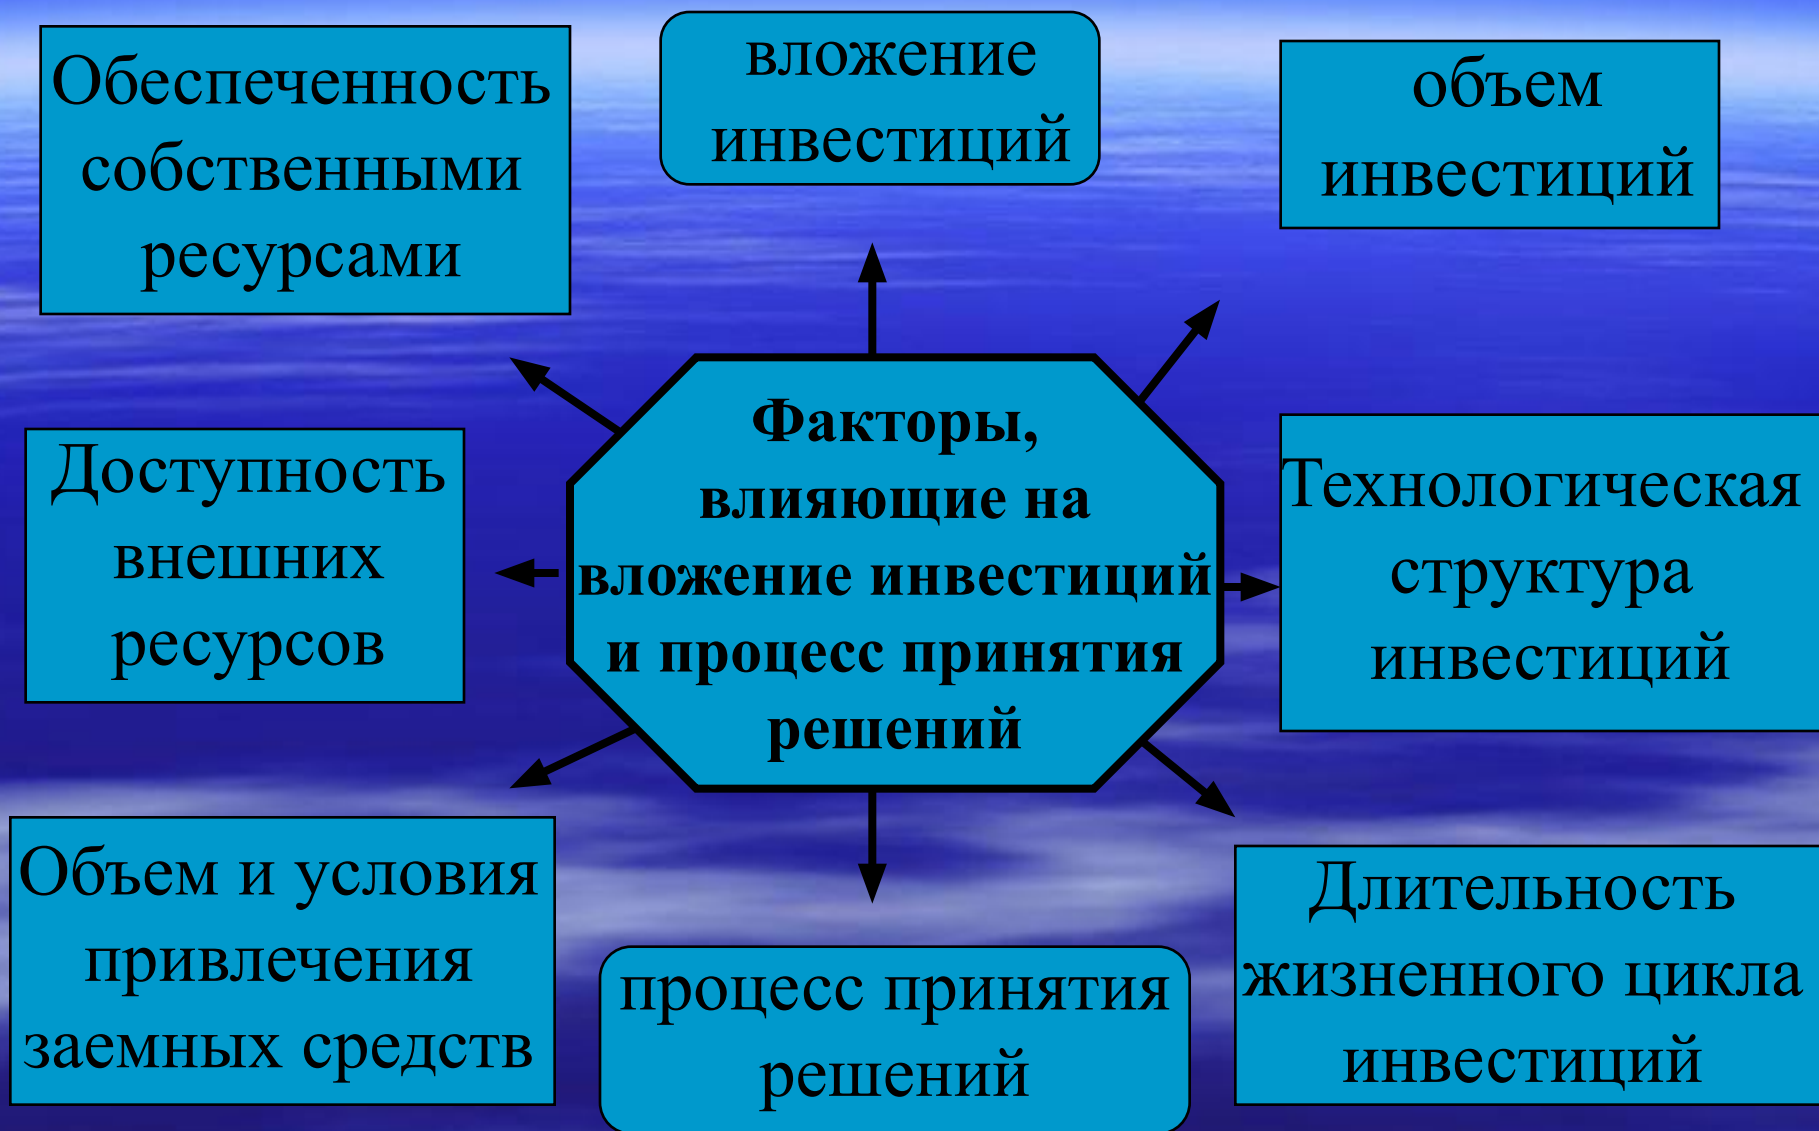 Обеспеченность
собственными
ресурсами
вложение
инвестиций
объем
инвестиций
Доступность
внешних
ресурсов
Факторы,
влияющие на
вложение инвестиций
и процесс принятия
решений
Технологическая
структура
инвестиций
Объем и условия
привлечения
заемных средств
процесс принятия
решений
Длительность
жизненного цикла
инвестиций